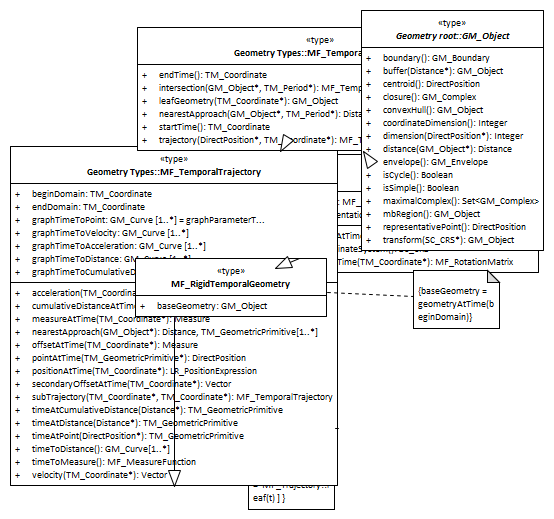 «type»
Geometry Types::MF_Tempora
+ endTime(): TM_Coordinate
+ intersection(GM_Object*, TM_Period*): MF_Temp
+ leafGeometry(TM_Coordinate*): GM_Object
+ nearestApproach(GM_Object*, TM_Period*): Dista
+ startTime(): TM_Coordinate
+ trajectory(DirectPosition*, TM_Coordinate*): MF_T
«type»
Geometry root::GM_Object
+ boundary(): GM_Boundary
+ buffer(Distance*): GM_Object
+ centroid(): DirectPosition
+ closure(): GM_Complex
+ convexHull(): GM_Object
+ coordinateDimension(): Integer
+ dimension(DirectPosition*): Integer
+ distance(GM_Object*): Distance
+ envelope(): GM_Envelope
+ isCycle(): Boolean
+ isSimple(): Boolean
+ maximalComplex(): Set<GM_Complex>
+ mbRegion(): GM_Object
+ representativePoint(): DirectPosition
+ transform(SC_CRS*): GM_Object
Time(TM_Coordinate*): MF_RotationMatrix
«type»
Geometry Types::MF_TemporalTrajectory
+ beginDomain: TM_Coordinate
+ endDomain: TM_Coordinate
+ graphTimeToPoint: GM_Curve [1..*] = graphParameterT...
+ graphTimeToVelocity: GM_Curve [1..*]
+ graphTimeToAcceleration: GM_Curve [1..*]
+ graphTimeToDistance: GM_Curve [1..*]
+ graphTimeToCumulativeD
+ acceleration(TM_Coordina
+ cumulativeDistanceAtTime
+ measureAtTime(TM_Coordinate*): Measure
+ nearestApproach(GM_Object*): Distance, TM_GeometricPrimitive[1..*]
+ offsetAtTime(TM_Coordinate*): Measure
+ pointAtTime(TM_GeometricPrimitive*): DirectPosition
+ positionAtTime(TM_Coordinate*): LR_PositionExpression
+ secondaryOffsetAtTime(TM_Coordinate*): Vector
+ subTrajectory(TM_Coordinate*, TM_Coordinate*): MF_TemporalTrajectory
+ timeAtCumulativeDistance(Distance*): TM_GeometricPrimitive
+ timeAtDistance(Distance*): TM_GeometricPrimitive
+ timeAtPoint(DirectPosition*): TM_GeometricPrimitive
+ timeToDistance(): GM_Curve[1..*]
+ timeToMeasure(): MF_MeasureFunction
+ velocity(TM_Coordinate*): Vector
«type»
MF_RigidTemporalGeometry
+ baseGeometry: GM_Object
{baseGeometry =
geometryAtTime(b
eginDomain)}
eaf(t) ] }